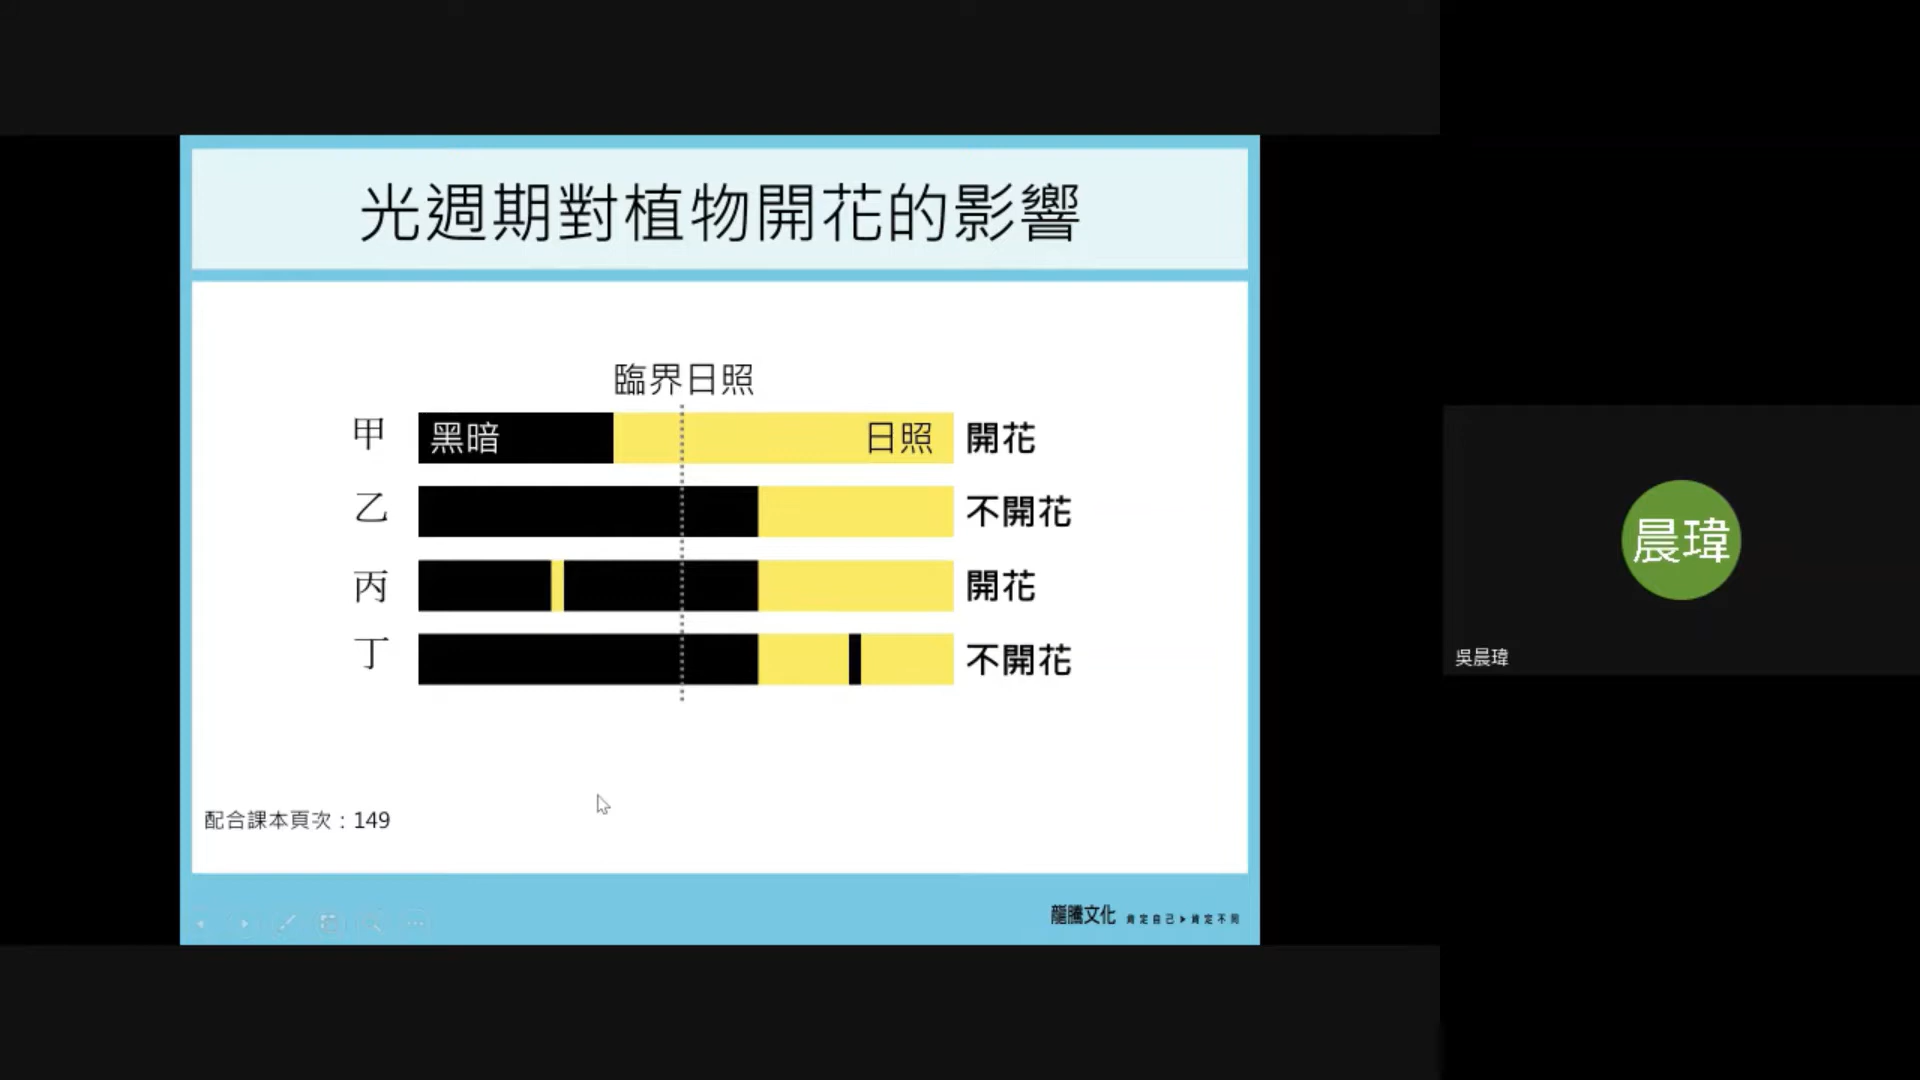 光週期對植物開花的影響
臨界日照
甲 黑暗 日照 開花
乙 不開花
丙 開花
丁 不開花
配合課本頁次：149
龍騰文化 肯定自己▶肯定不同
晨瑋
吳晨瑋